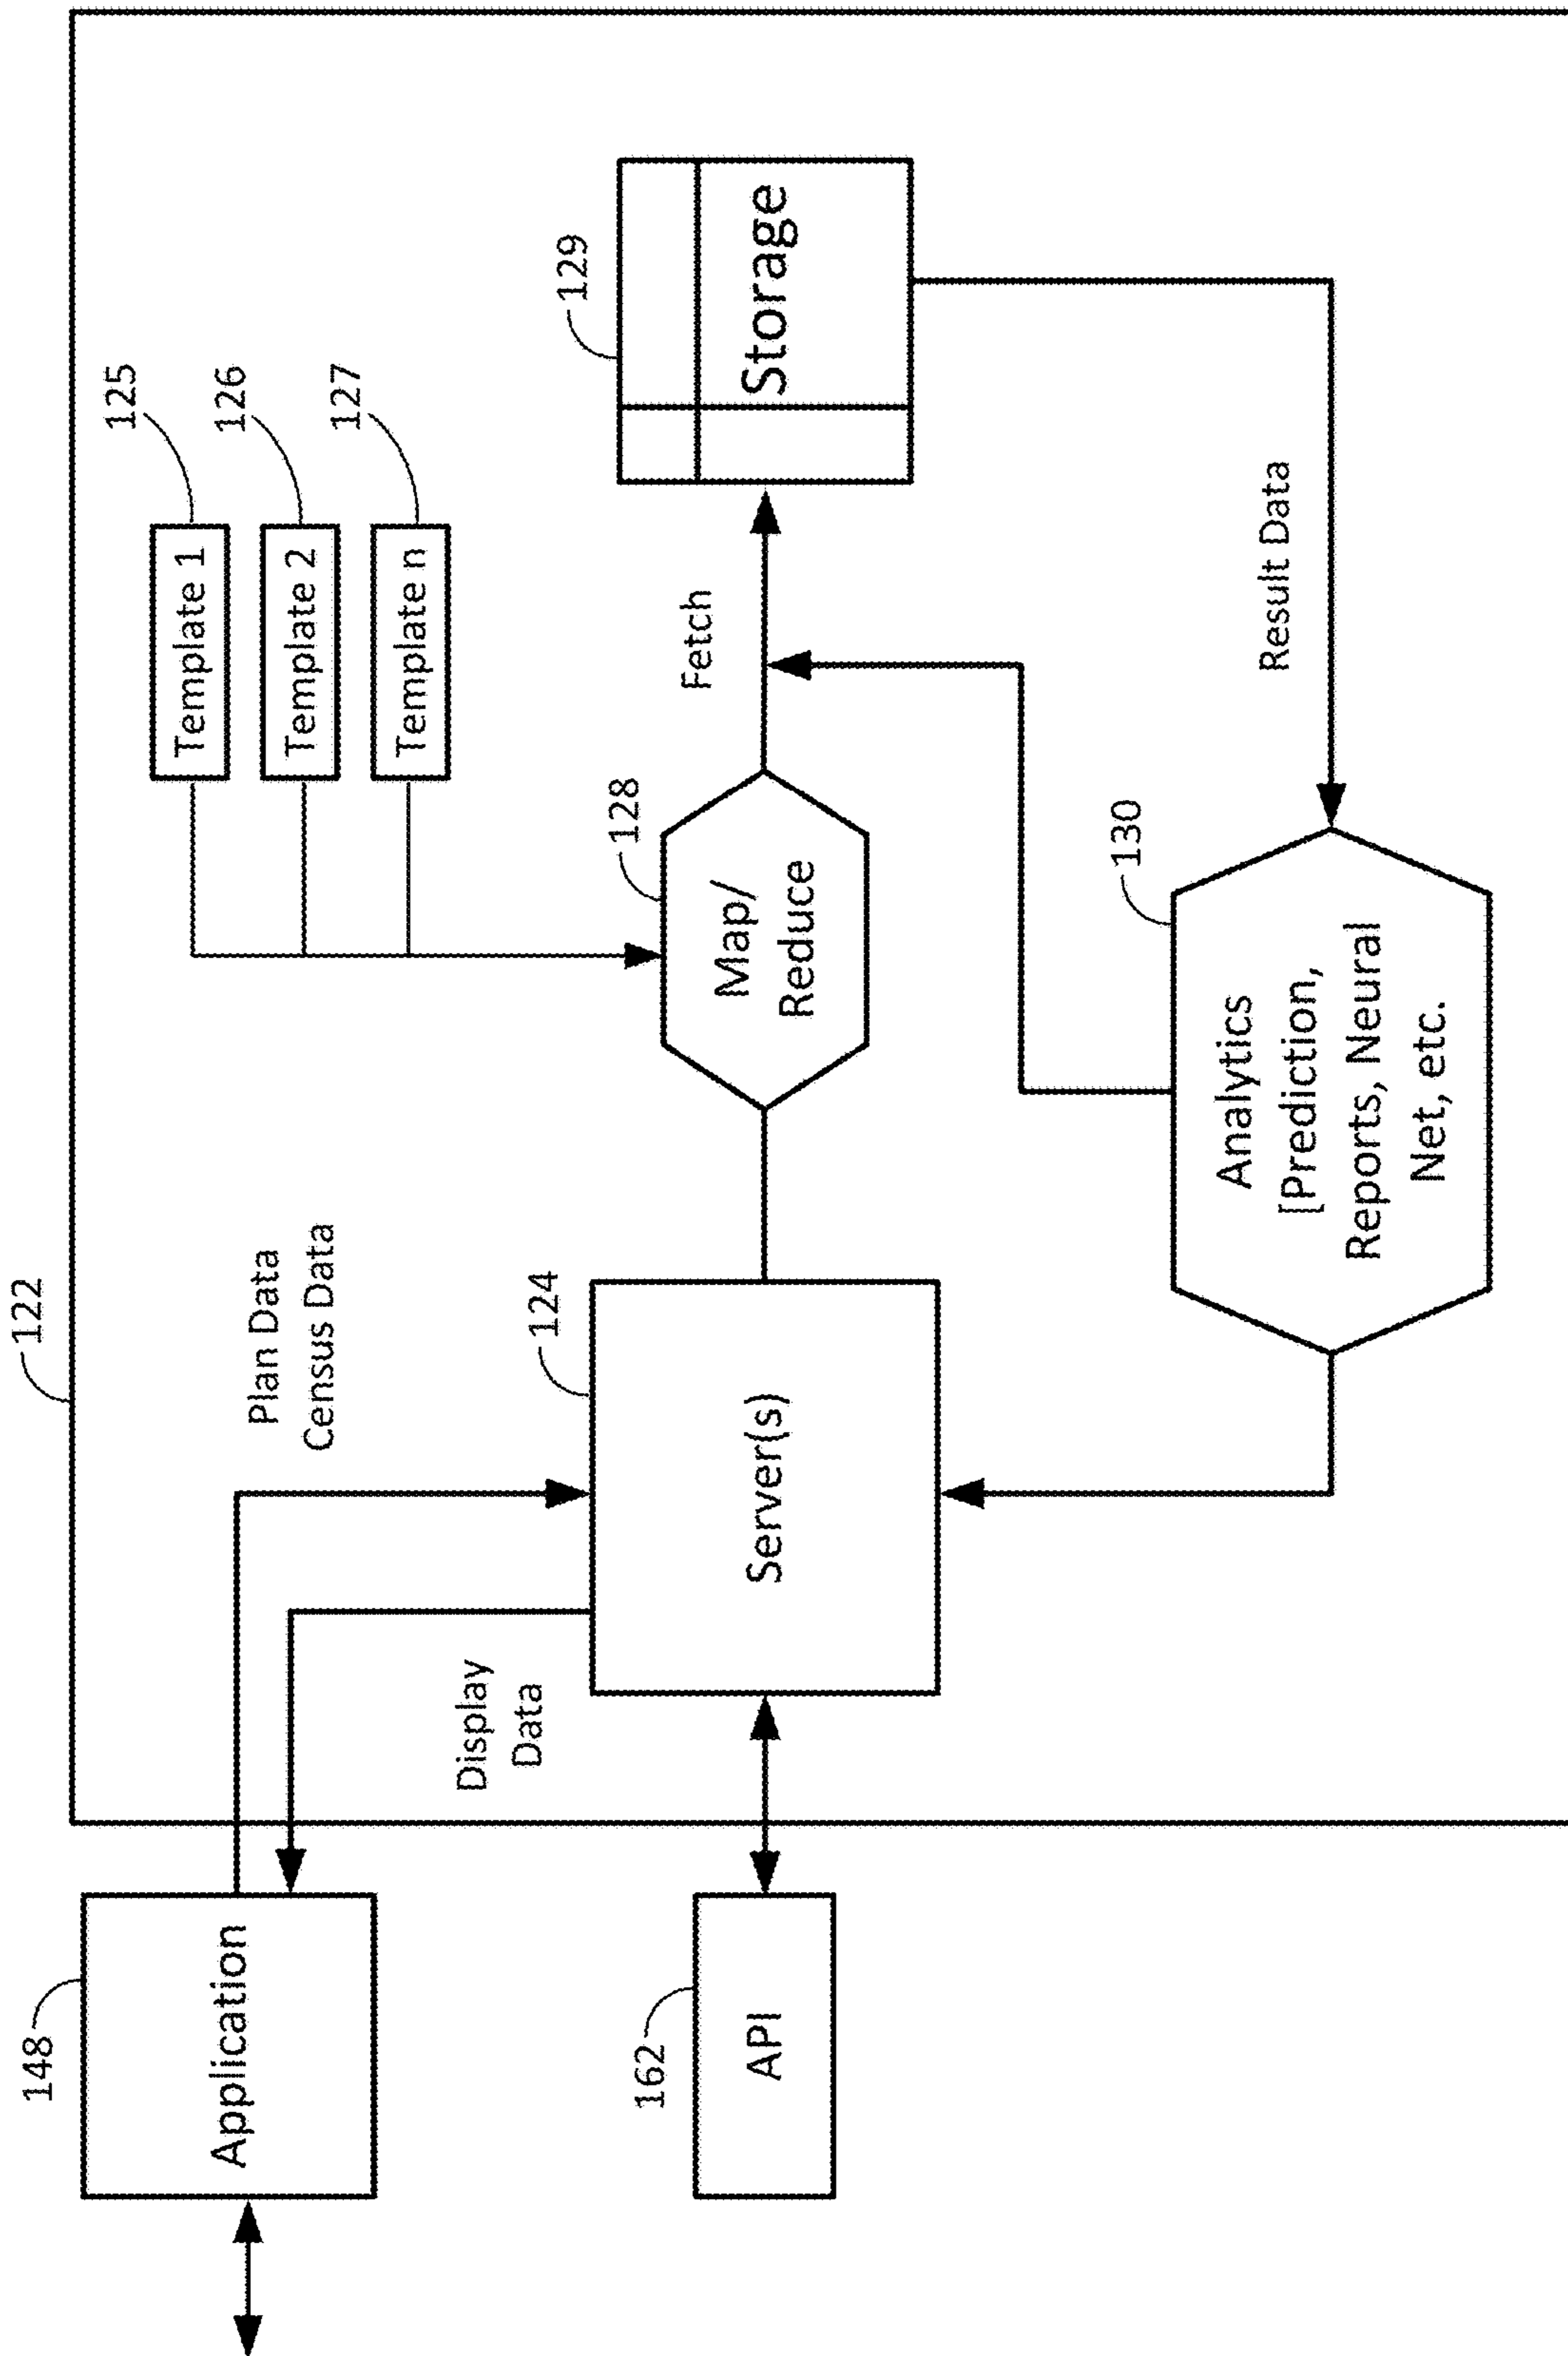 122
148
Application
Plan Data
Census Data
Display
Data
125
Template 1
126
Template 2
127
Template n
162
API
124
Server(s)
128
Map/
Reduce
Fetch
129
Storage
130
Analytics
[Prediction,
Reports, Neural
Net, etc.
Result Data